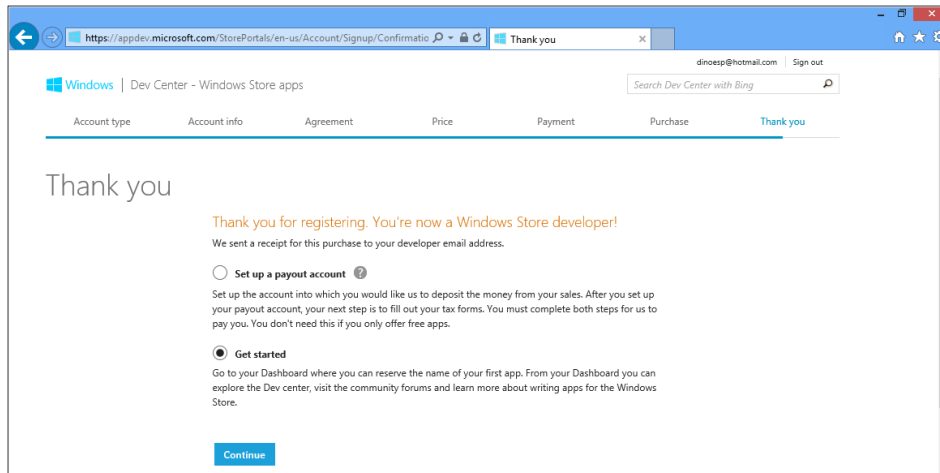 https://appdev.microsoft.com/StorePortals/en-us/Account/Signup/Confirmatio
Thank you
dinoesp@hotmail.com Sign out
Windows | Dev Center - Windows Store apps
Search Dev Center with Bing
Account type Account info Agreement Price Payment Purchase Thank you
Thank you
Thank you for registering. You're now a Windows Store developer!
We sent a receipt for this purchase to your developer email address.
Set up a payout account ?
Set up the account into which you would like us to deposit the money from your sales. After you set up
your payout account, your next step is to fill out your tax forms. You must complete both steps for us to
pay you. You don't need this if you only offer free apps.
Get started
Go to your Dashboard where you can reserve the name of your first app. From your Dashboard you can
explore the Dev center, visit the community forums and learn more about writing apps for the Windows
Store.
Continue